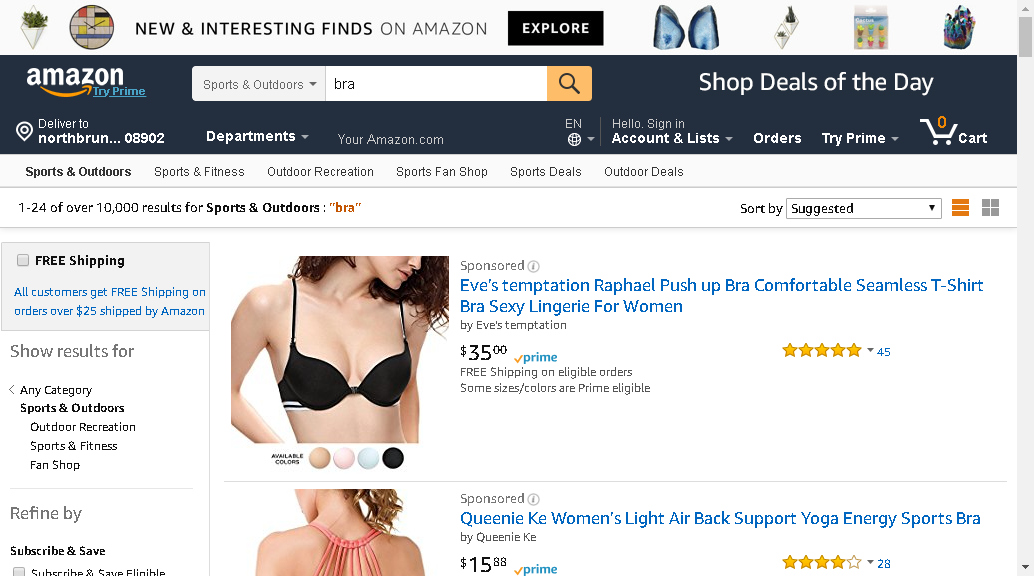 NEW & INTERESTING FINDS ON AMAZON EXPLORE
amazon
Try Prime
Sports & Outdoors bra
Shop Deals of the Day
Deliver to
northbrun... 08902
Departments
Your Amazon.com
EN
Hello. Sign in
Account & Lists
Orders
Try Prime
0
Cart
Sports & Outdoors Sports & Fitness Outdoor Recreation Sports Fan Shop Sports Deals Outdoor Deals
1-24 of over 10,000 results for Sports & Outdoors : "bra"
Sort by Suggested
FREE Shipping
All customers get FREE Shipping on
orders over $25 shipped by Amazon
Show results for
Any Category
Sports & Outdoors
Outdoor Recreation
Sports & Fitness
Fan Shop
Refine by
Subscribe & Save
Subscribe & Save Eligible
AVAILABLE
COLORS
Sponsored
Eve's temptation Raphael Push up Bra Comfortable Seamless T-Shirt
Bra Sexy Lingerie For Women
by Eve's temptation
$3500 prime
45
FREE Shipping on eligible orders
Some sizes/colors are Prime eligible
Sponsored
Queenie Ke Women's Light Air Back Support Yoga Energy Sports Bra
by Queenie Ke
$1588 prime
28